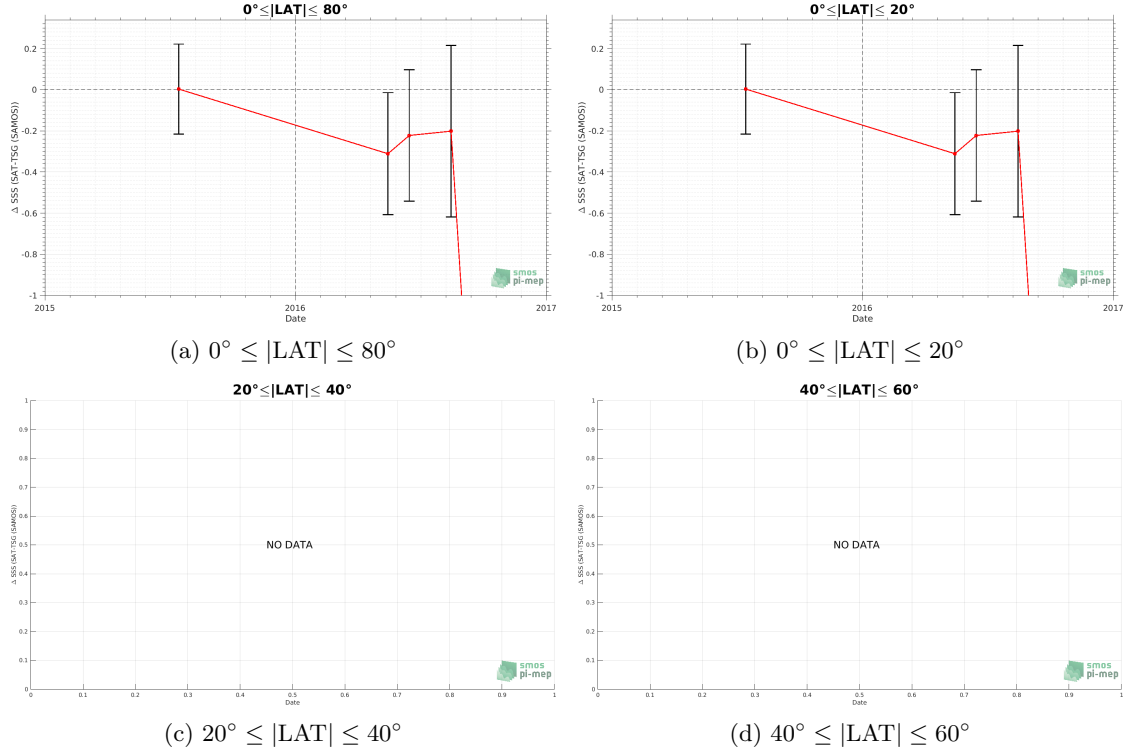 0°≤|LAT|≤ 80°
Δ SSS (SAT-TSG (SAMOS))
0.2
0
-0.2
-0.4
-0.6
-0.8
-1
2015
2016
2017
Date
smos
pi-mep
(a) 0° ≤ |LAT| ≤ 80°
0°≤|LAT|≤ 20°
Δ SSS (SAT-TSG (SAMOS))
0.2
0
-0.2
-0.4
-0.6
-0.8
-1
2015
2016
2017
Date
smos
pi-mep
(b) 0° ≤ |LAT| ≤ 20°
20°≤|LAT|≤ 40°
Δ SSS (SAT-TSG (SAMOS))
1
0.9
0.8
0.7
0.6
0.5
0.4
0.3
0.2
0.1
0
NO DATA
0 0.1 0.2 0.3 0.4 0.5 0.6 0.7 0.8 0.9 1
Date
smos
pi-mep
(c) 20° ≤ |LAT| ≤ 40°
40°≤|LAT|≤ 60°
Δ SSS (SAT-TSG (SAMOS))
1
0.9
0.8
0.7
0.6
0.5
0.4
0.3
0.2
0.1
0
NO DATA
0 0.1 0.2 0.3 0.4 0.5 0.6 0.7 0.8 0.9 1
Date
smos
pi-mep
(d) 40° ≤ |LAT| ≤ 60°